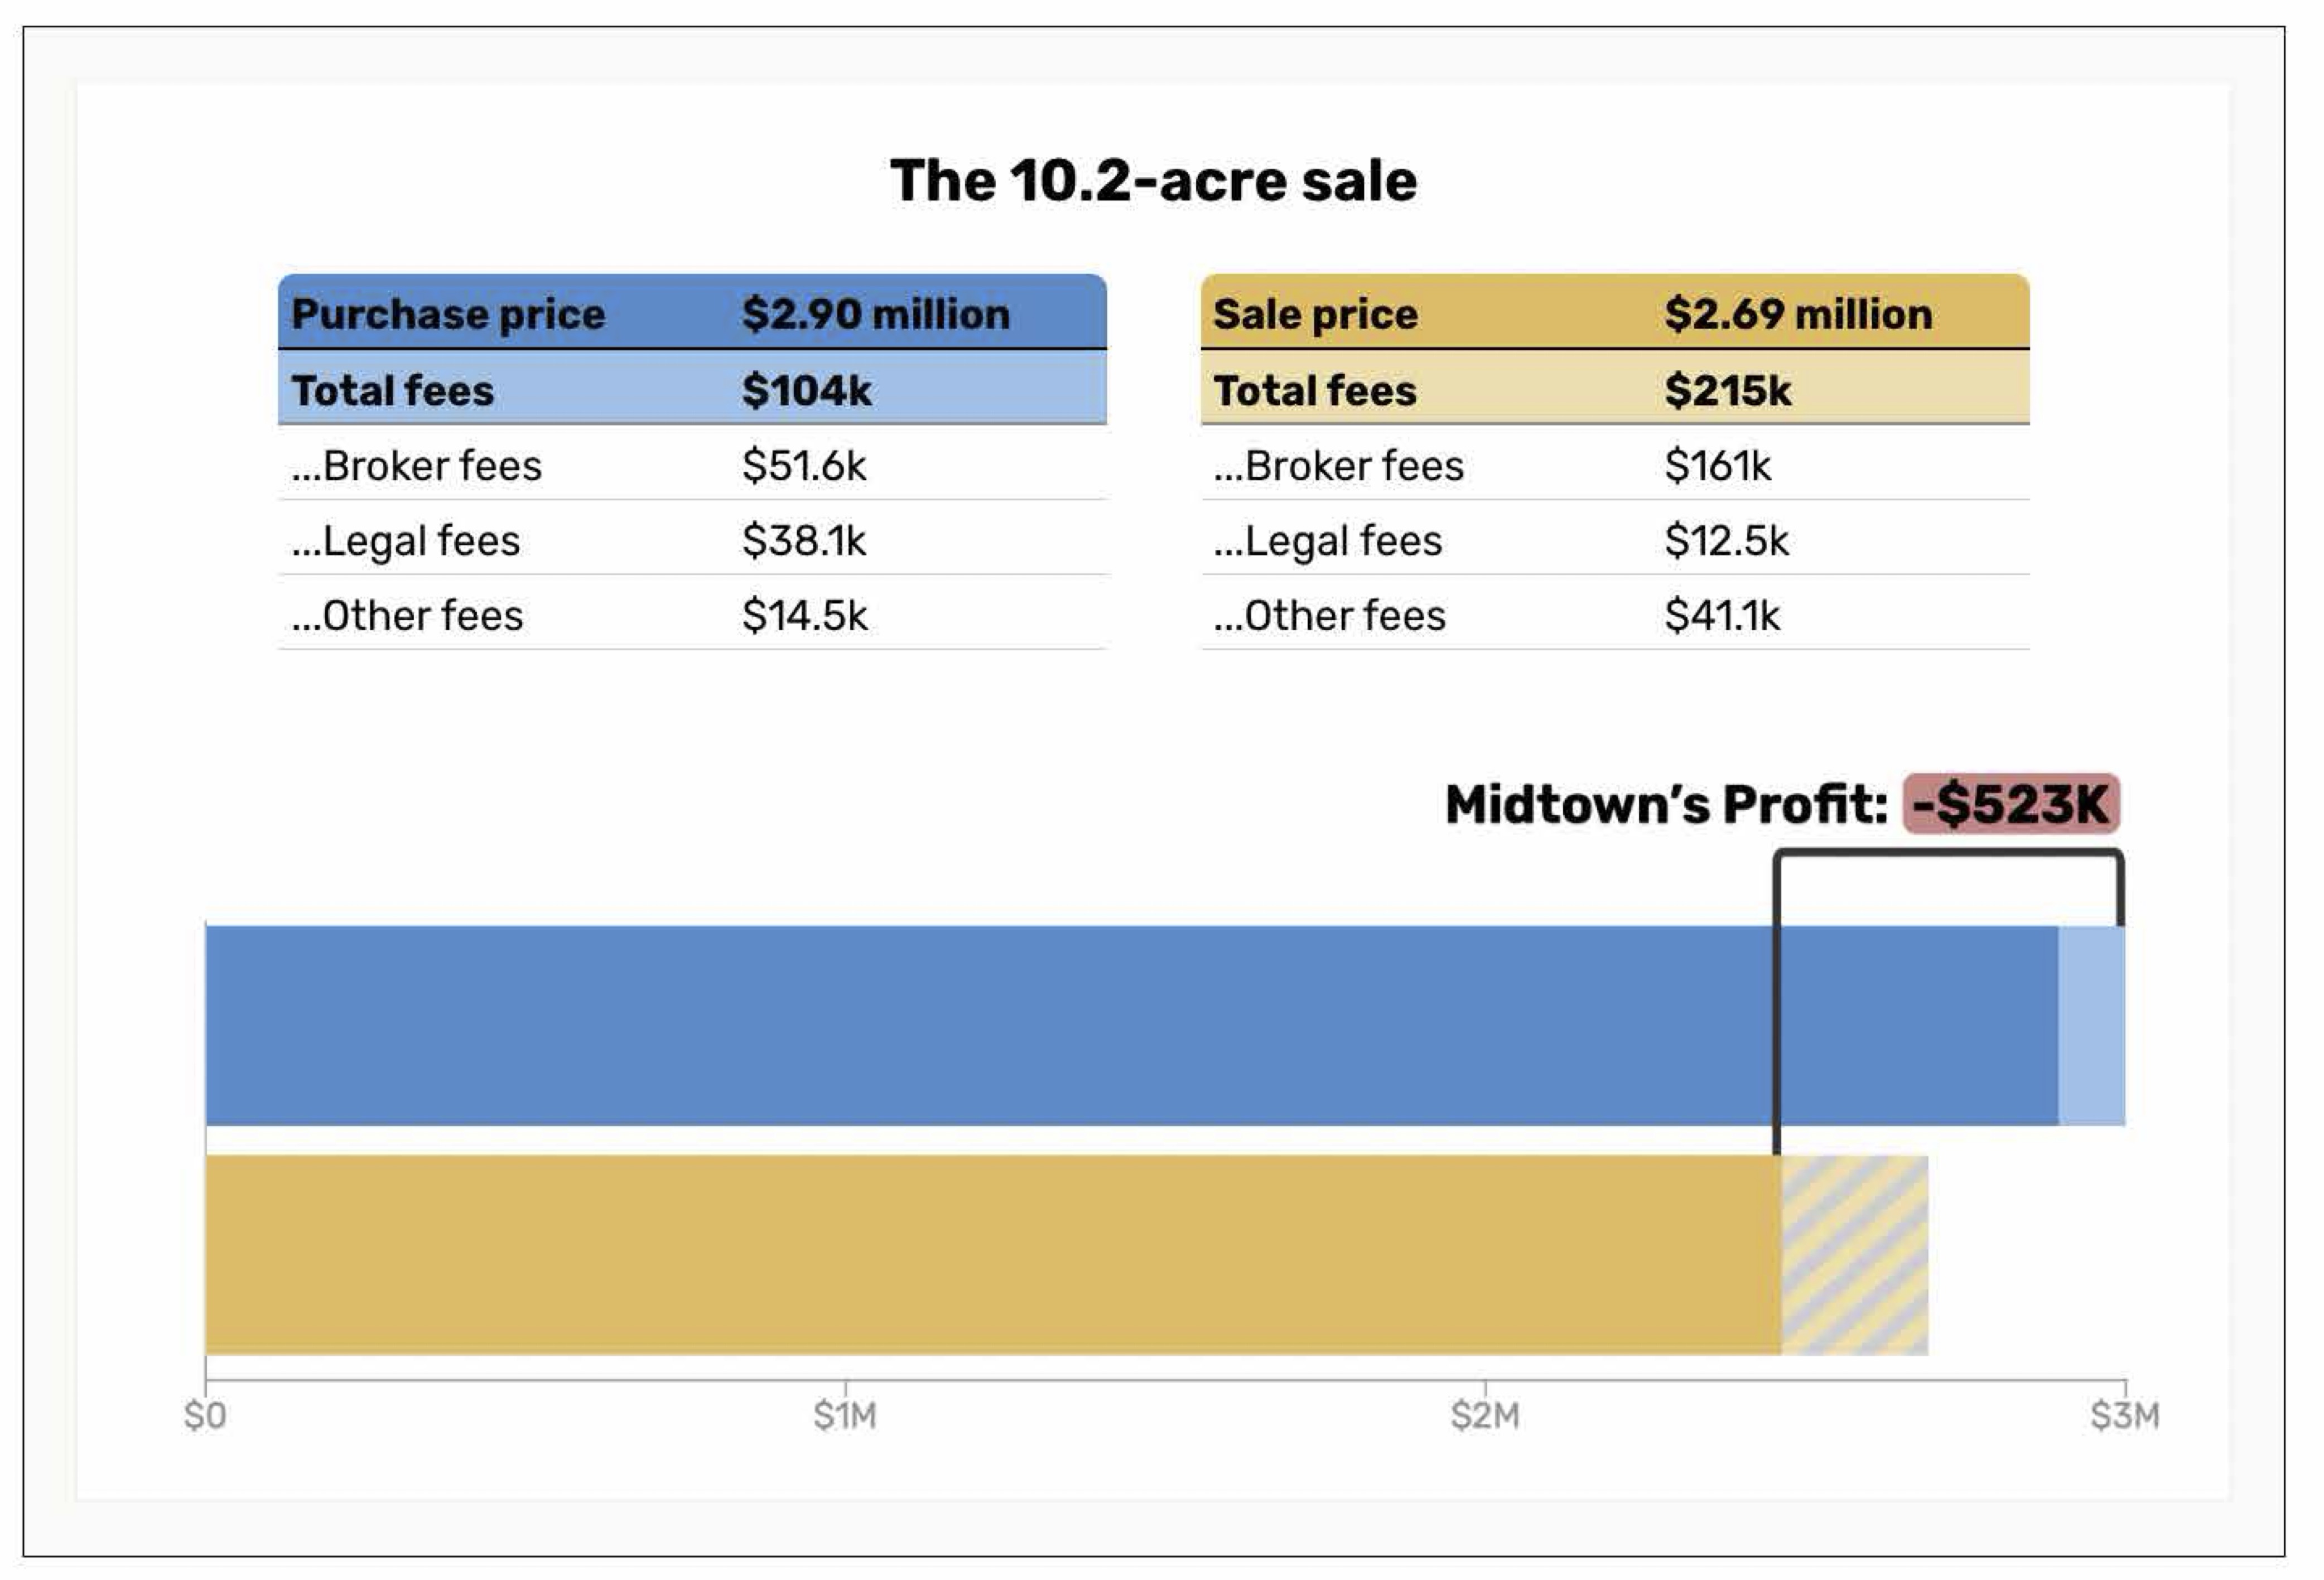 The 10.2-acre sale
Purchase price $2.90 million
Total fees $104k
...Broker fees $51.6k
...Legal fees $38.1k
...Other fees $14.5k
Sale price $2.69 million
Total fees $215k
...Broker fees $161k
...Legal fees $12.5k
...Other fees $41.1k
Midtown’s Profit: -$523K
$0 $1M $2M $3M